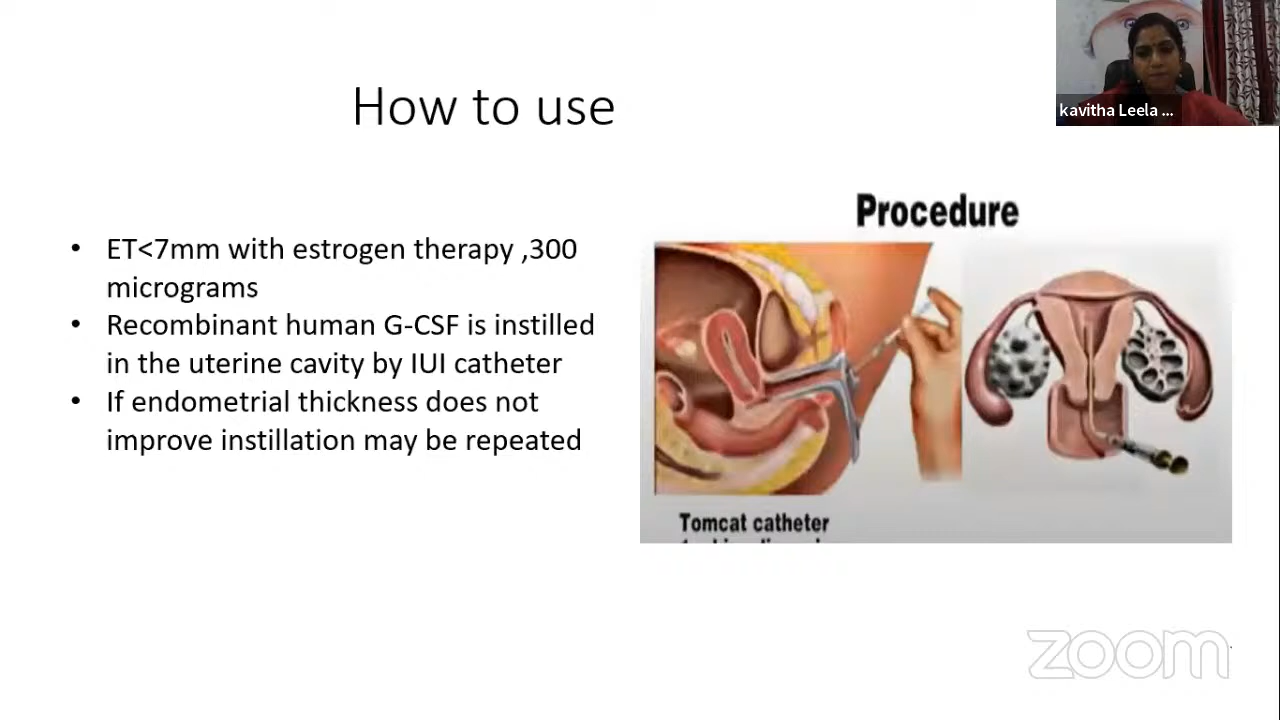 How to use
kavitha Leela ...
• ET<7mm with estrogen therapy ,300
micrograms
• Recombinant human G-CSF is instilled
in the uterine cavity by IUI catheter
• If endometrial thickness does not
improve instillation may be repeated
Procedure
Tomcat catheter
zoom